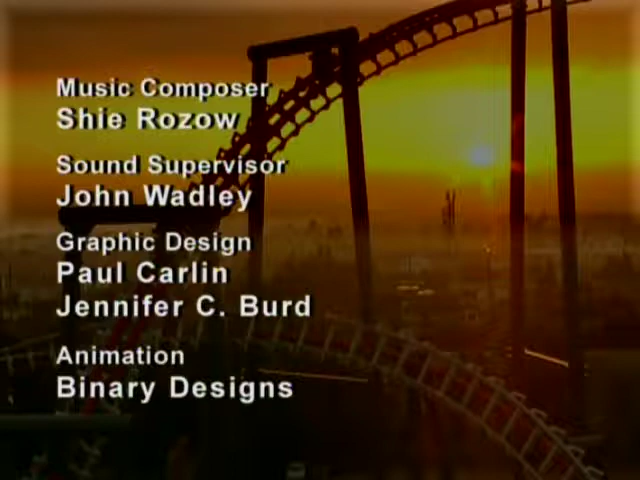 Music Composer
Shie Rozow
Sound Supervisor
John Wadley
Graphic Design
Paul Carlin
Jennifer C. Burd
Animation
Binary Designs